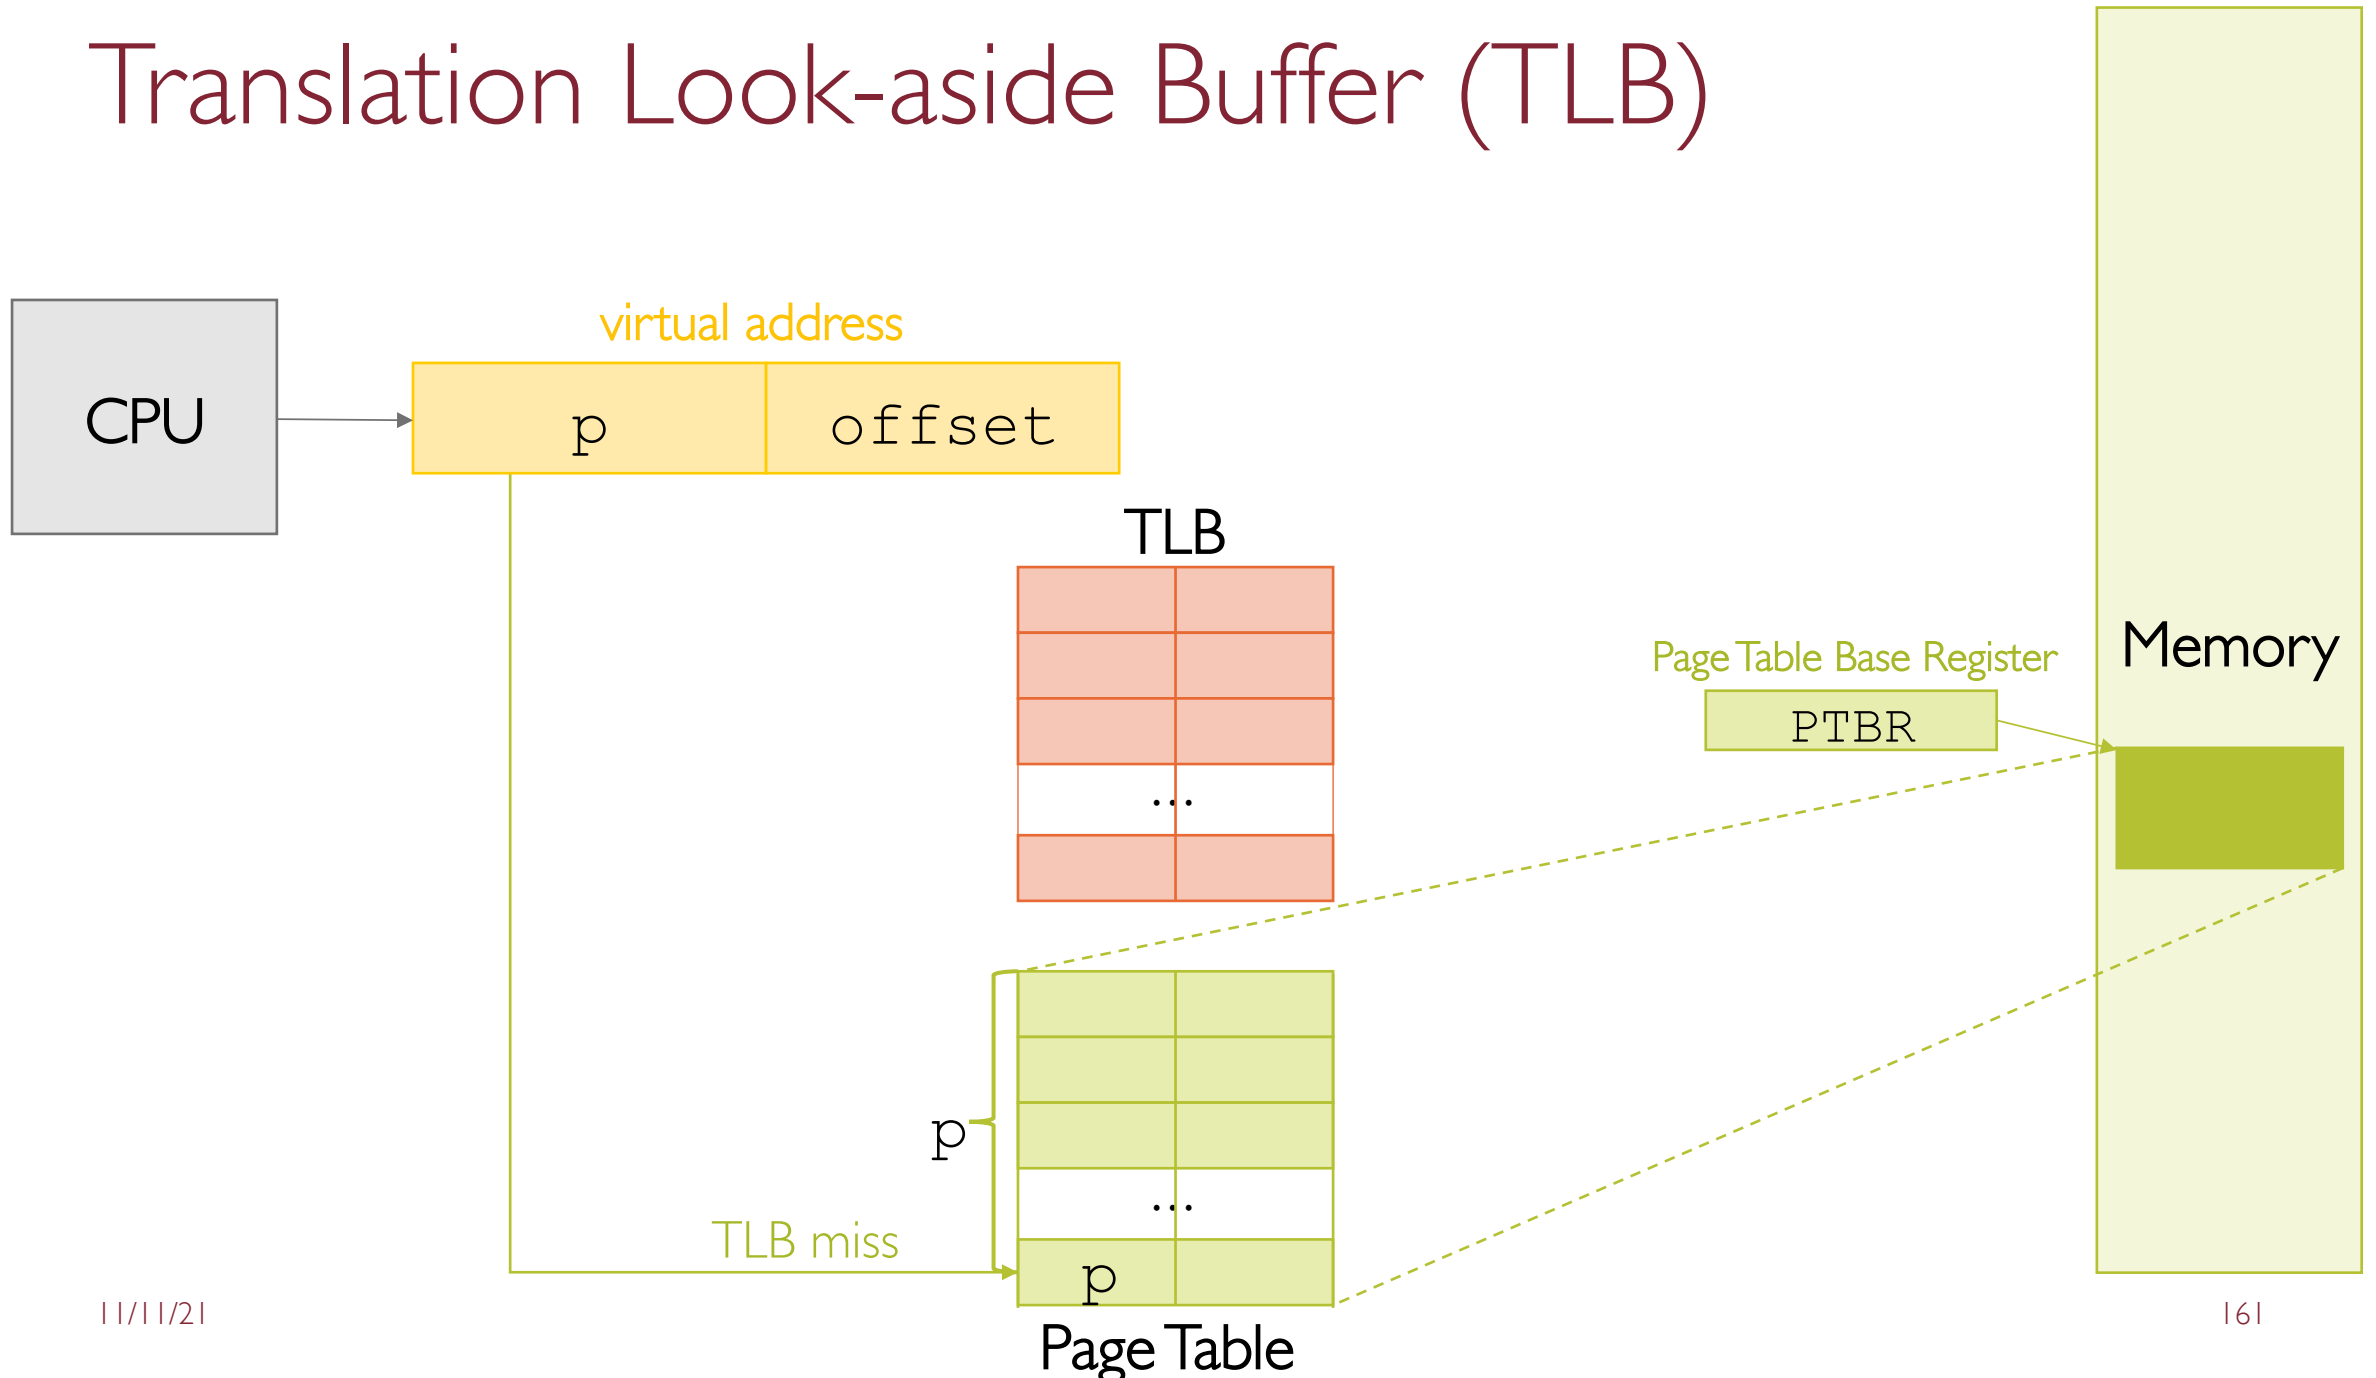 Translation Look-aside Buffer (TLB)
virtual address
CPU
p
offset
TLB
...
Page Table Base Register
PTBR
Memory
p
...
TLB miss
p
Page Table
11/11/21
161